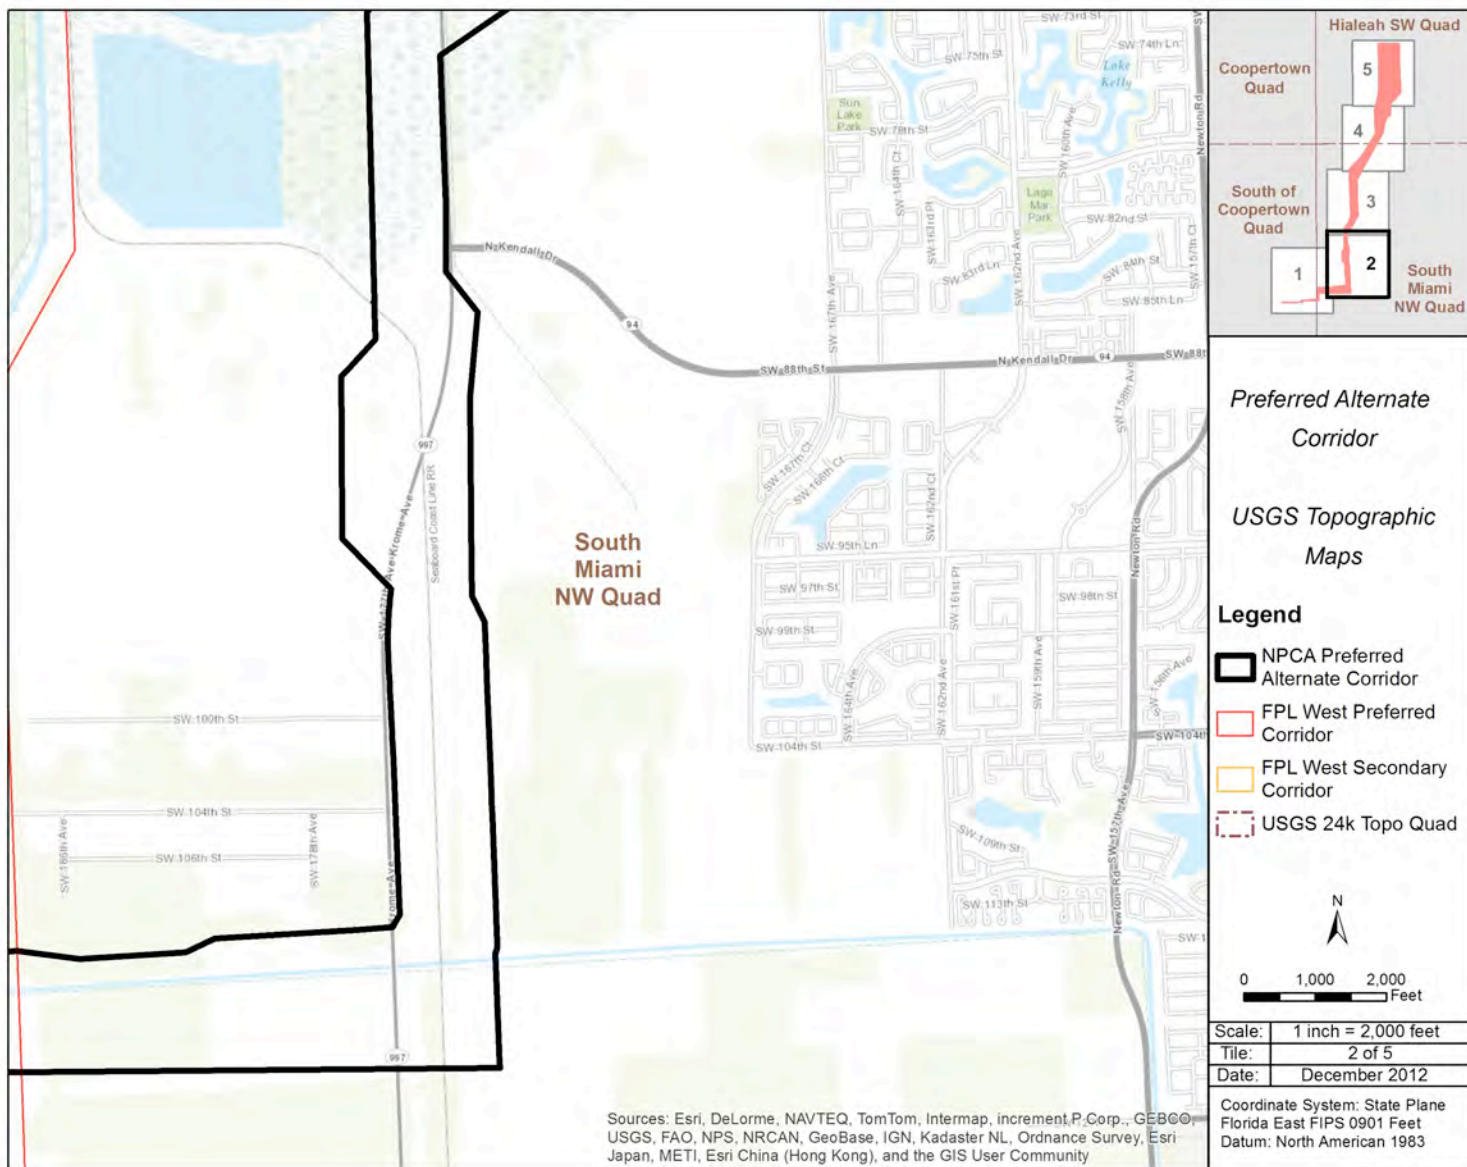 SW 73rd St
SW 75th St
SW 74th Ln
Lake
Kelly
Sun
Lake
Park
SW 78th St
SW 160th Ave
Newton Rd
SW 164th Ct
SW 163rd Pl
Lago
Mar
Park
SW 82nd St
SW 157th Ct
N Kendall Dr
SW 83rd Ln
SW 162nd Ave
SW 84th St
SW 85th Ln
SW 167th Ave
94
SW 88th St
N Kendall Dr
94
SW 88t
SW 158th Ave
997
SW 167th Ct
SW 166th Ct
SW 162nd Ct
SW 177th Ave-Krome-Ave
Seaboard Coast Line RR
South
Miami
NW Quad
SW 95th Ln
SW 97th St
SW 99th St
SW 161st Pl
SW 98th St
Newton Rd
SW 159th Ave
SW 156th Ave
SW 164th Ave
SW 162nd Ave
SW 100th St
SW 104th St
SW-104t
SW 104th St
SW 106th St
SW 178th Ave
Krome-Ave
SW 109th St
Newton-Rd-SW-157th-Ave
SW 113th St
SW-1
997
Sources: Esri, DeLorme, NAVTEQ, TomTom, Intermap, increment P Corp., GEBCO,
USGS, FAO, NPS, NRCAN, GeoBase, IGN, Kadaster NL, Ordnance Survey, Esri
Japan, METI, Esri China (Hong Kong), and the GIS User Community
Hialeah SW Quad
Coopertown
Quad
5
4
South of
Coopertown
Quad
3
1
2
South
Miami
NW Quad
Preferred Alternate
Corridor
USGS Topographic
Maps
Legend
NPCA Preferred
Alternate Corridor
FPL West Preferred
Corridor
FPL West Secondary
Corridor
USGS 24k Topo Quad
N
0 1,000 2,000
Feet
Scale: 1 inch = 2,000 feet
Tile: 2 of 5
Date: December 2012
Coordinate System: State Plane
Florida East FIPS 0901 Feet
Datum: North American 1983